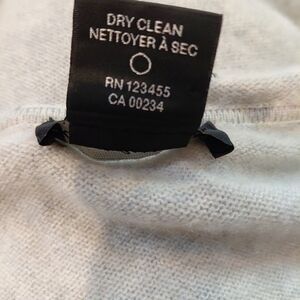 DRY CLEAN
NETTOYER À SEC
RN 123455
CA 00234